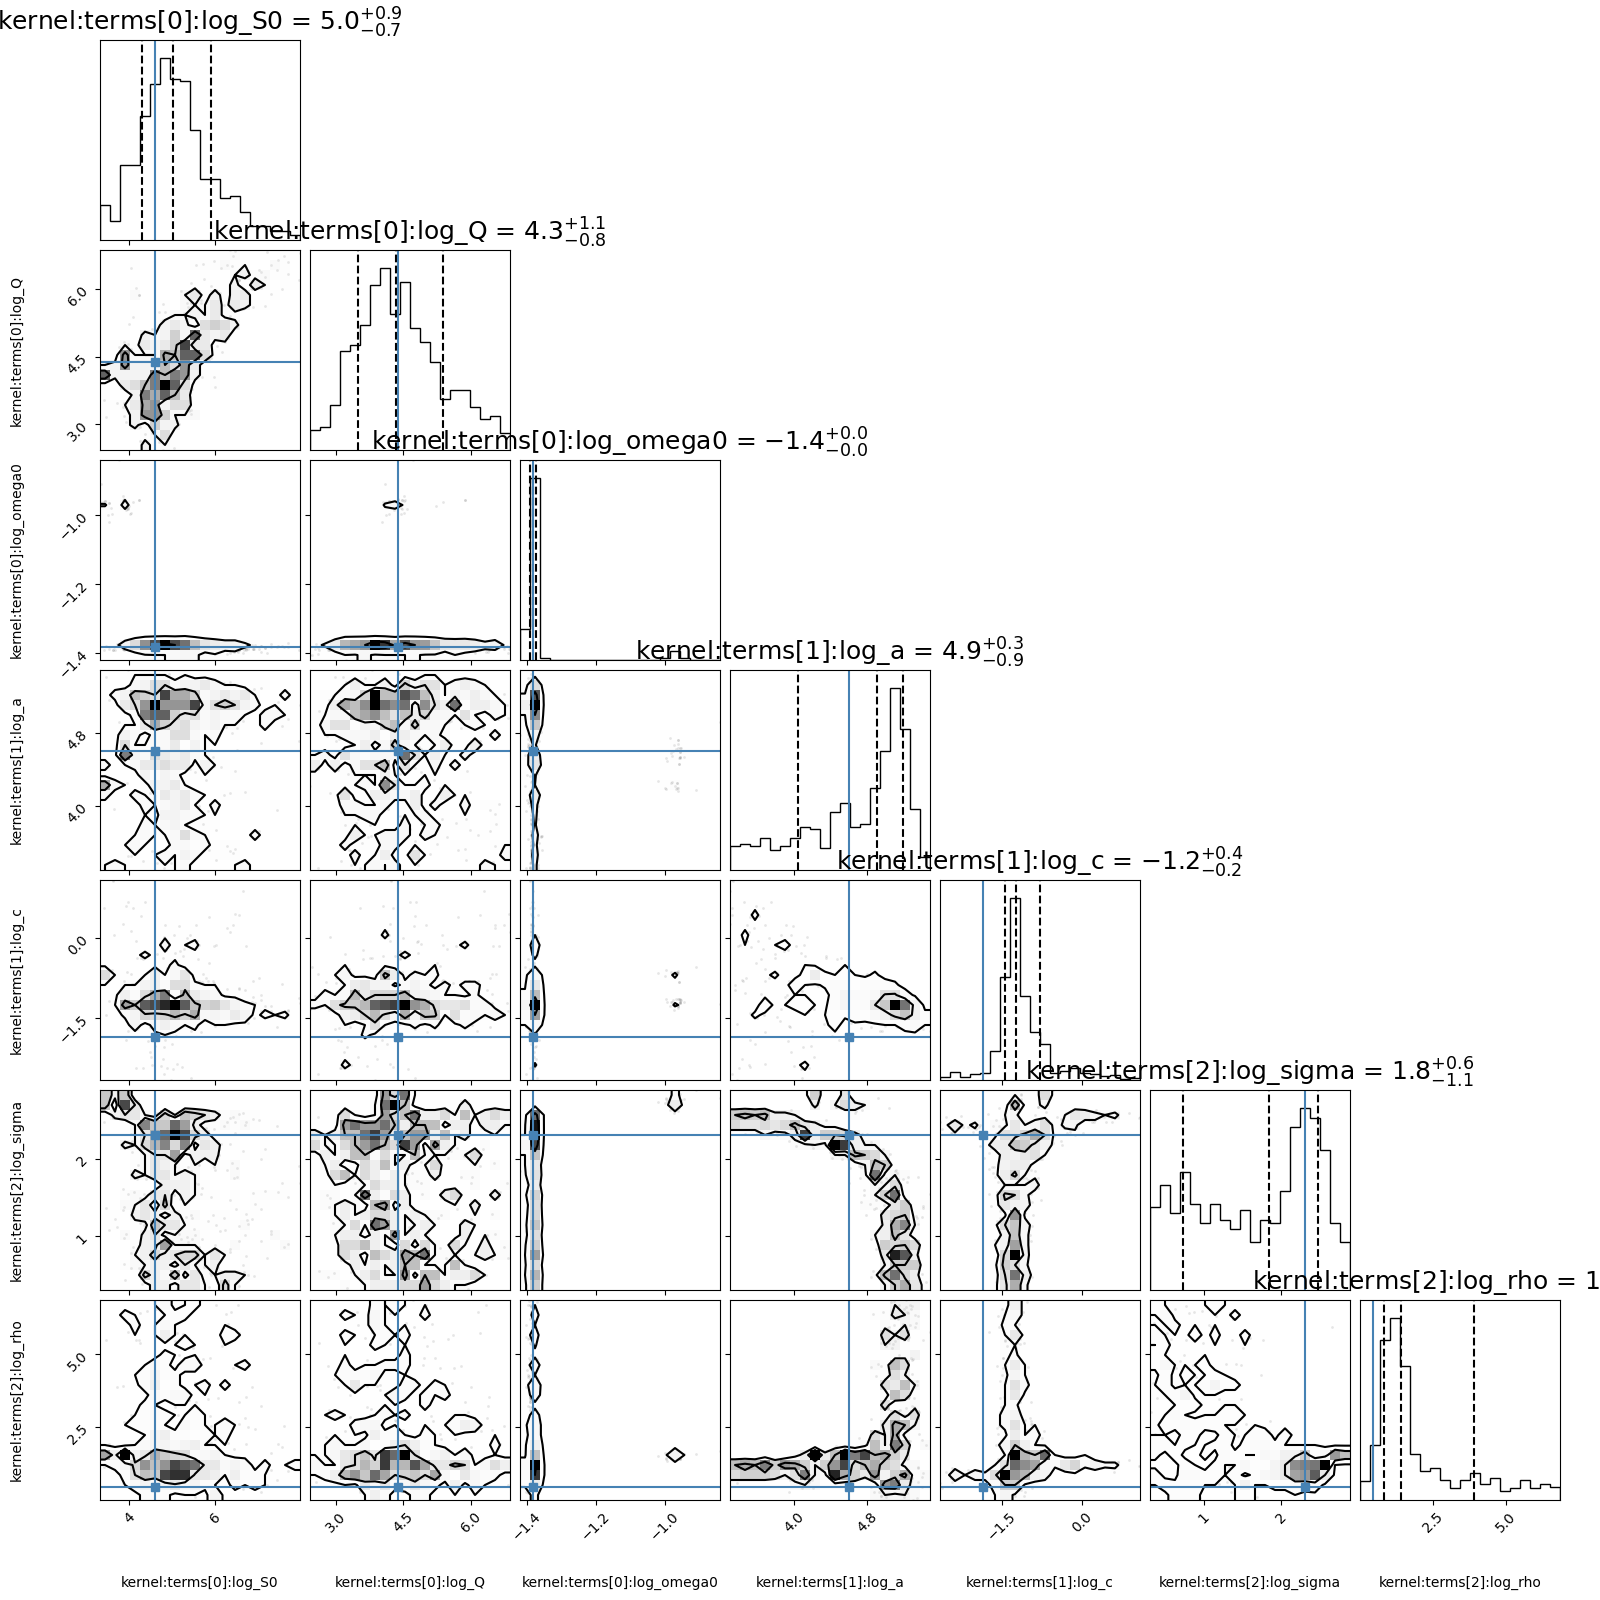 kernel:terms[0]:log_S0 = 5.0+0.9−0.7
kernel:terms[0]:log_Q = 4.3+1.1−0.8
kernel:terms[0]:log_Q
6.0
4.5
3.0
kernel:terms[0]:log_omega0 = −1.4+0.0−0.0
kernel:terms[0]:log_omega0
−1.0
−1.2
−1.4
kernel:terms[1]:log_a = 4.9+0.3−0.9
kernel:terms[1]:log_a
4.8
4.0
kernel:terms[1]:log_c = −1.2+0.4−0.2
kernel:terms[1]:log_c
0.0
−1.5
kernel:terms[2]:log_sigma = 1.8+0.6−1.1
kernel:terms[2]:log_sigma
2
1
kernel:terms[2]:log_rho = 1
kernel:terms[2]:log_rho
5.0
2.5
4 6 3.0 4.5 6.0 −1.4 −1.2 −1.0 4.0 4.8 −1.5 0.0 1 2 2.5 5.0
kernel:terms[0]:log_S0 kernel:terms[0]:log_Q kernel:terms[0]:log_omega0 kernel:terms[1]:log_a kernel:terms[1]:log_c kernel:terms[2]:log_sigma kernel:terms[2]:log_rho